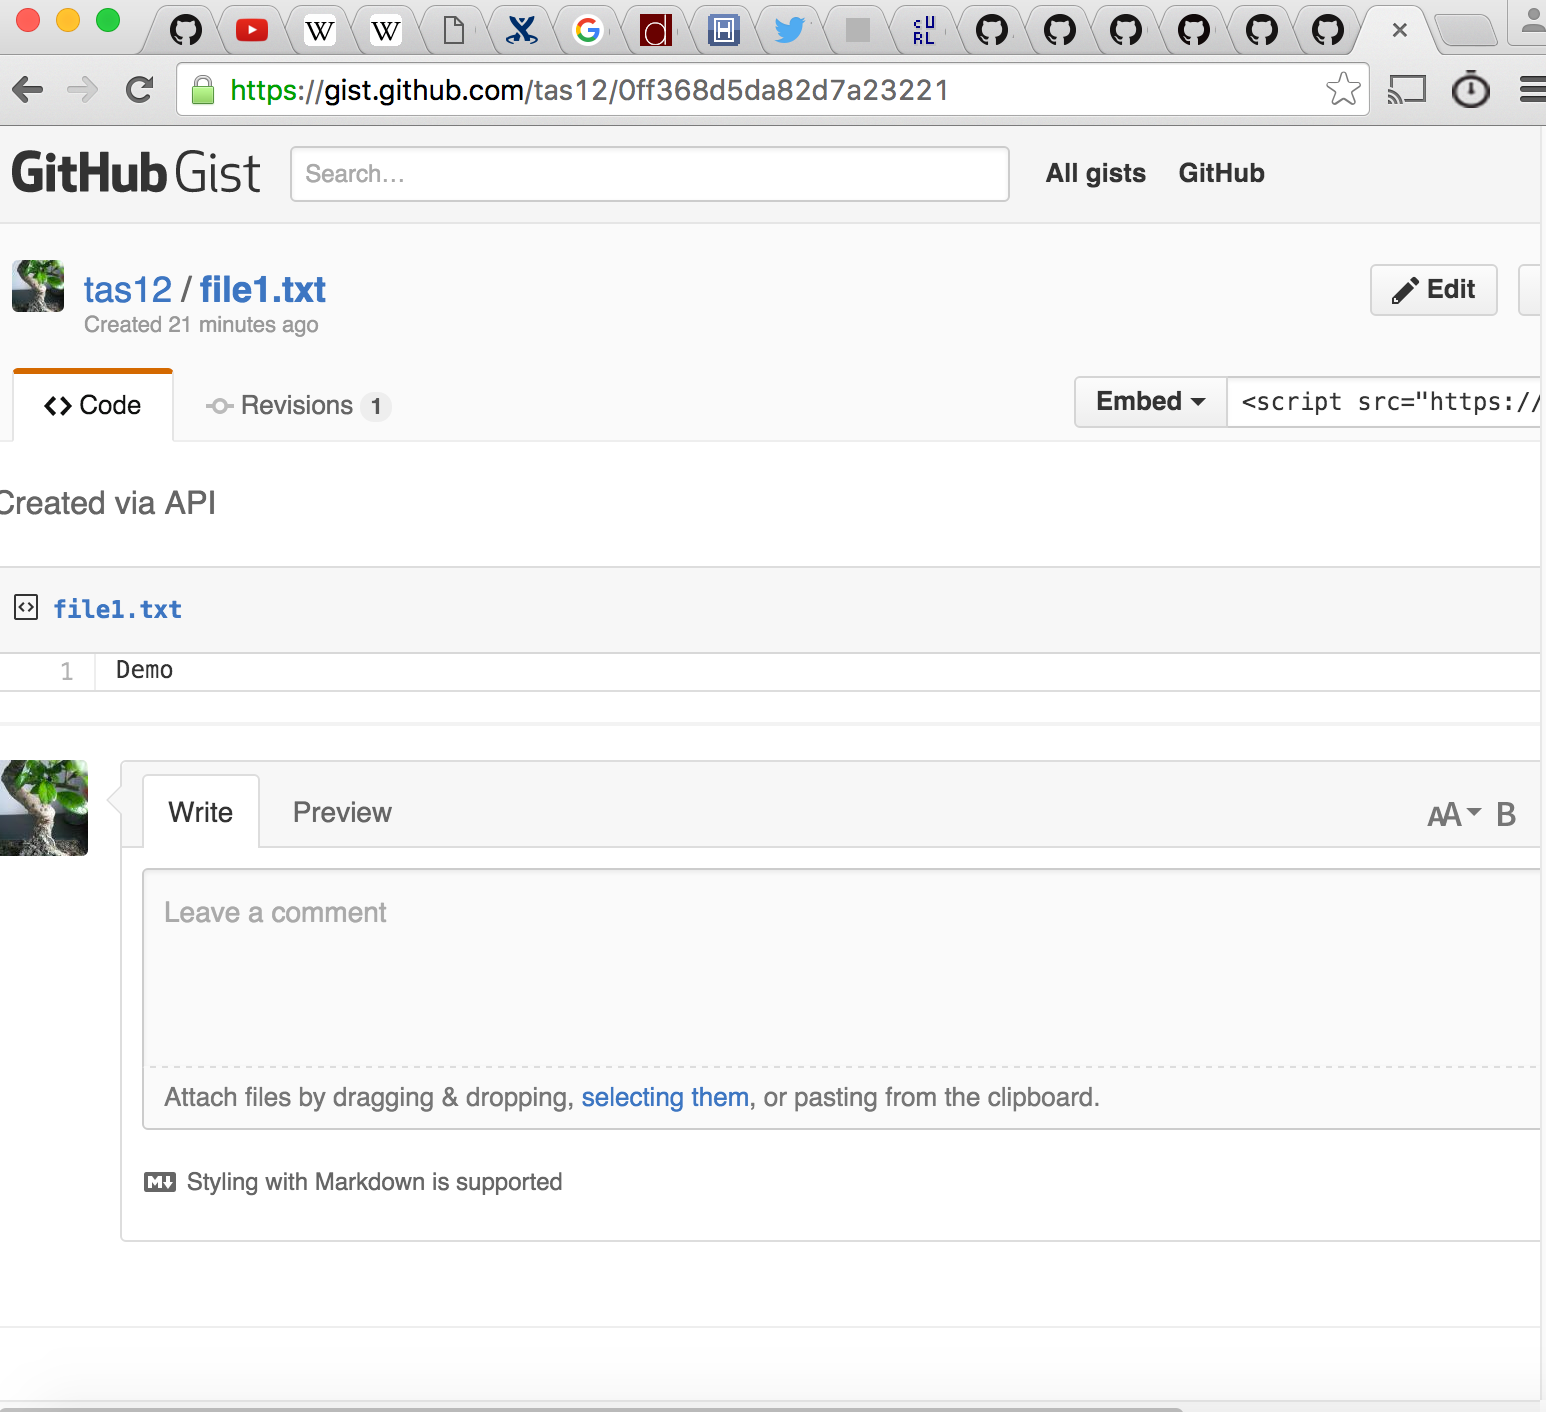 W W G d H cURL
https://gist.github.com/tas12/0ff368d5da82d7a23221
GitHub Gist Search... All gists GitHub
tas12 / file1.txt Edit
Created 21 minutes ago
Code Revisions 1 Embed <script src="https://
Created via API
file1.txt
1 Demo
Write Preview AA B
Leave a comment
Attach files by dragging & dropping, selecting them, or pasting from the clipboard.
M Styling with Markdown is supported